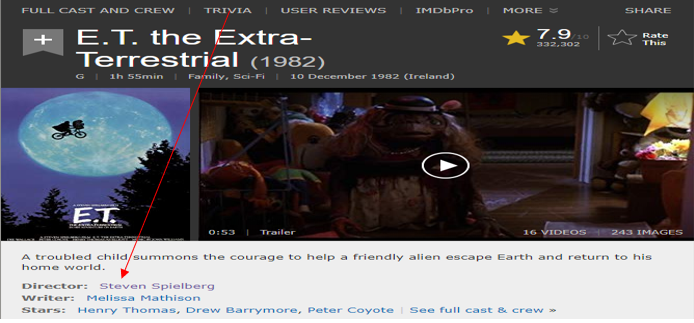 FULL CAST AND CREW | TRIVIA | USER REVIEWS | IMDbPro | MORE SHARE
E.T. the Extra-
Terrestrial (1982)
7.9/10
332,302
Rate
This
G | 1h 55min | Family, Sci-Fi | 10 December 1982 (Ireland)
E.T.
0:53 | Trailer
16 VIDEOS | 243 IMAGES
A troubled child summons the courage to help a friendly alien escape Earth and return to his
home world.
Director: Steven Spielberg
Writer: Melissa Mathison
Stars: Henry Thomas, Drew Barrymore, Peter Coyote | See full cast & crew »